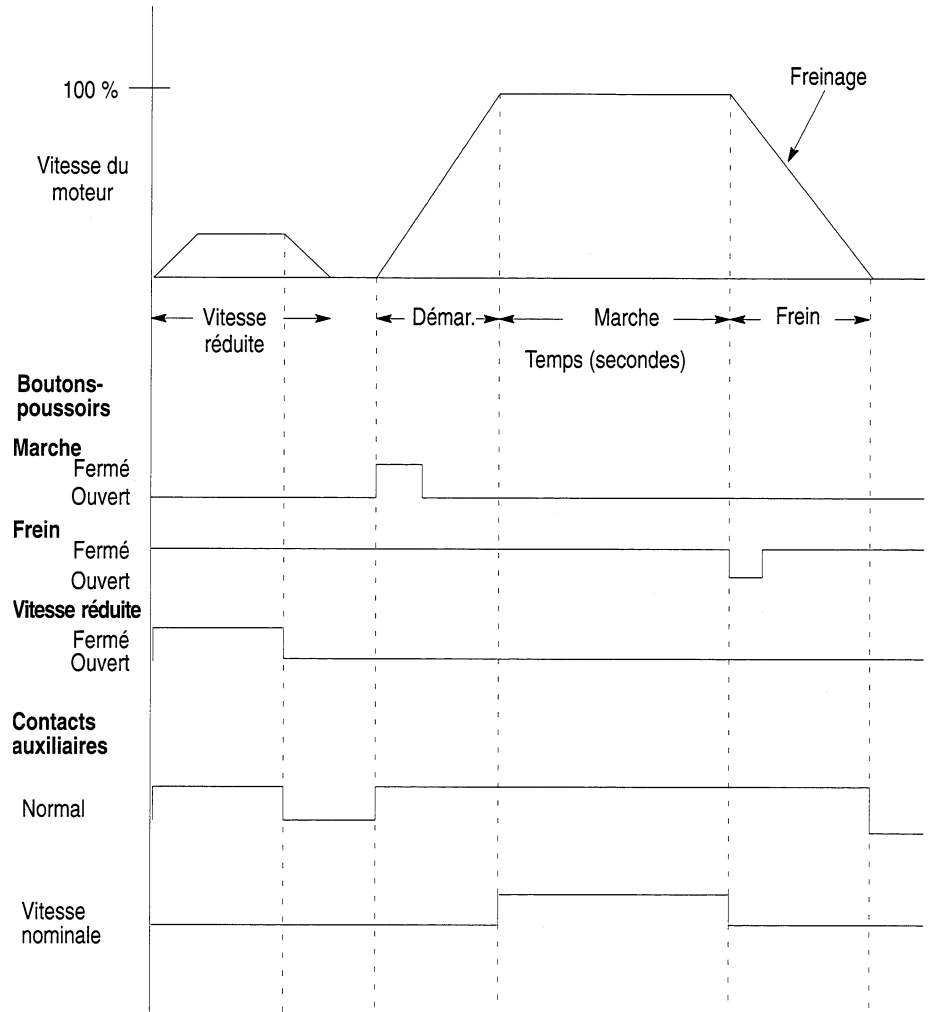 100 %
Freinage
Vitesse du
moteur
Vitesse
réduite
Démar.
Marche
Frein
Temps (secondes)
Boutons-
poussoirs
Marche
Fermé
Ouvert
Frein
Fermé
Ouvert
Vitesse réduite
Fermé
Ouvert
Contacts
auxiliaires
Normal
Vitesse
nominale